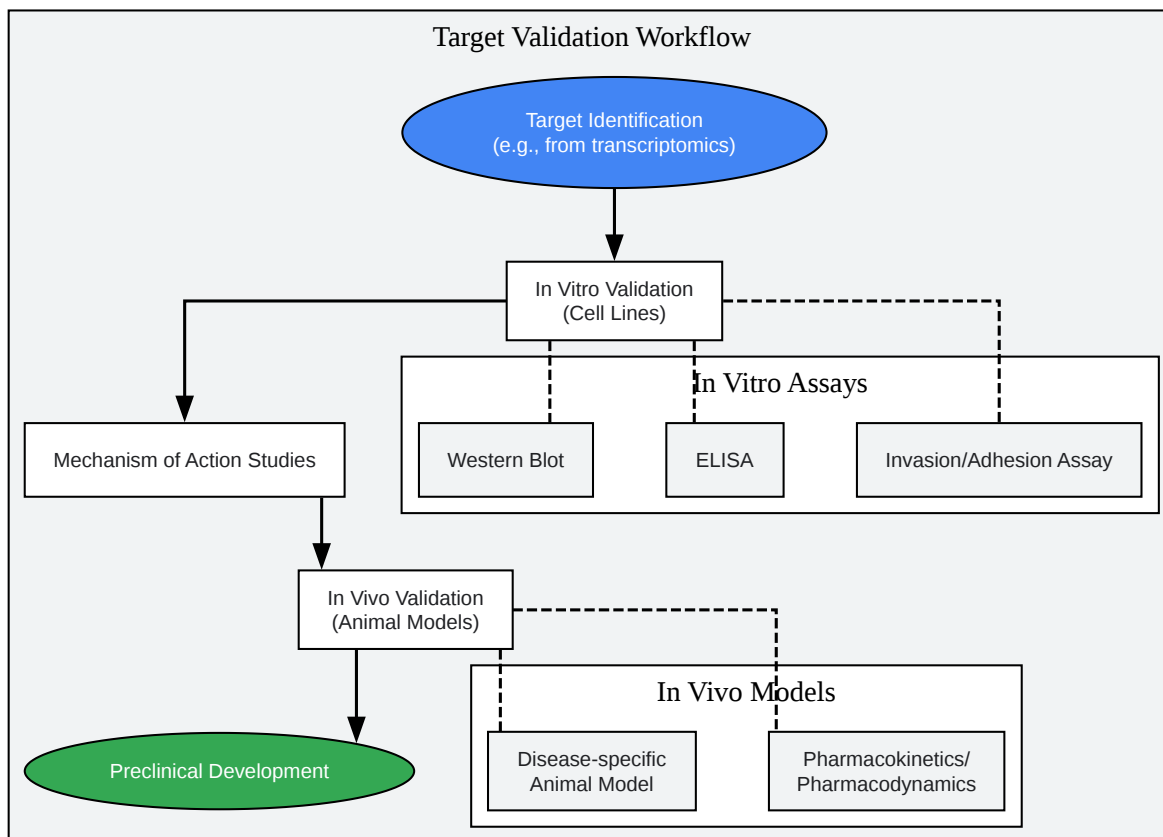 Target Validation Workflow
Target Identification
(e.g., from transcriptomics)
In Vitro Validation
(Cell Lines)
In Vitro Assays
Mechanism of Action Studies
Western Blot
ELISA
Invasion/Adhesion Assay
In Vivo Validation
(Animal Models)
In Vivo Models
Preclinical Development
Disease-specific
Animal Model
Pharmacokinetics/
Pharmacodynamics